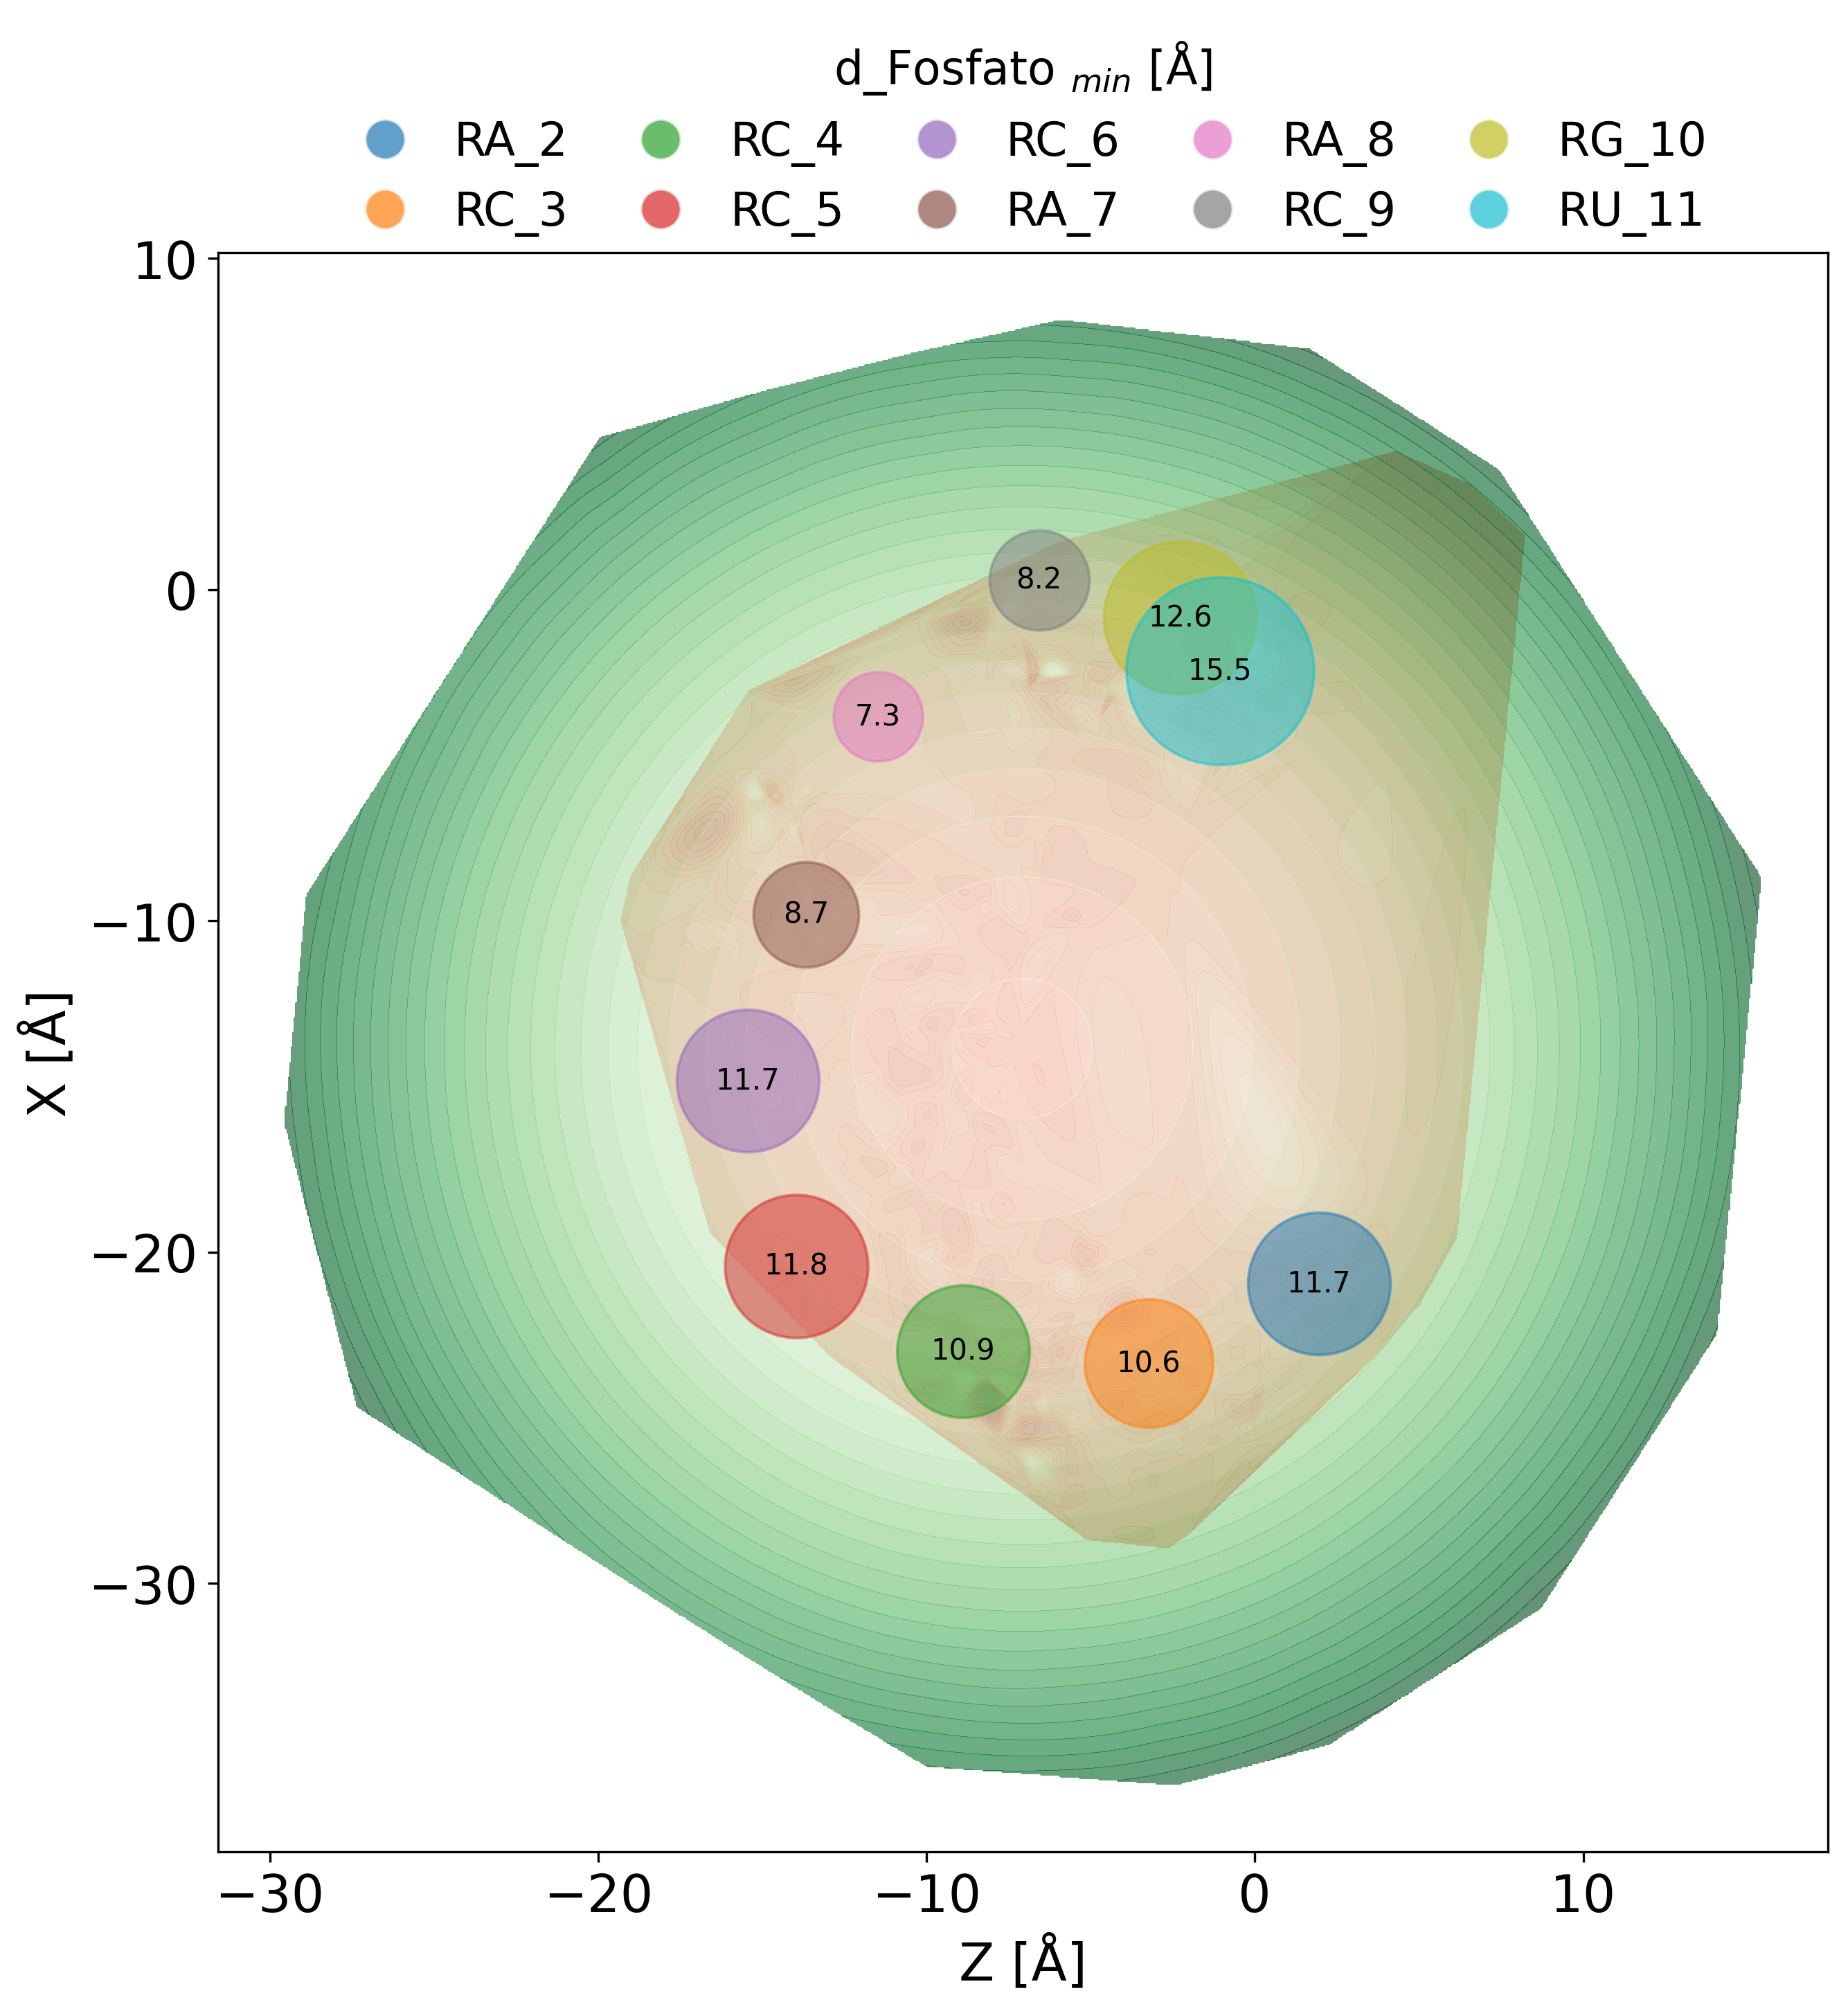 d_Fosfato min [Å]
RA_2 RC_4 RC_6 RA_8 RG_10
RC_3 RC_5 RA_7 RC_9 RU_11
10
0
−10
−20
−30
X [Å]
8.2
12.6
15.5
7.3
8.7
11.7
11.8
11.7
10.9
10.6
−30 −20 −10 0 10
Z [Å]